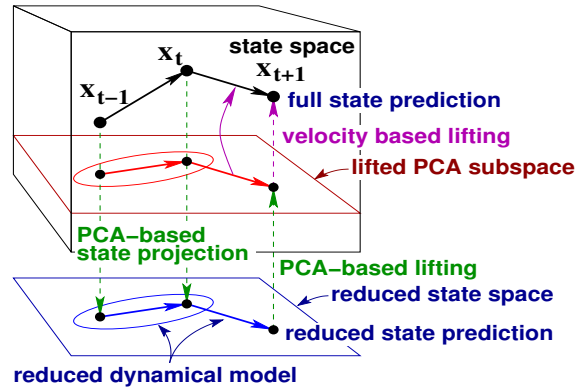 state space
x_t
x_{t+1}
x_{t−1}
full state prediction
velocity based lifting
lifted PCA subspace
PCA−based
state projection
PCA−based lifting
reduced state space
reduced state prediction
reduced dynamical model